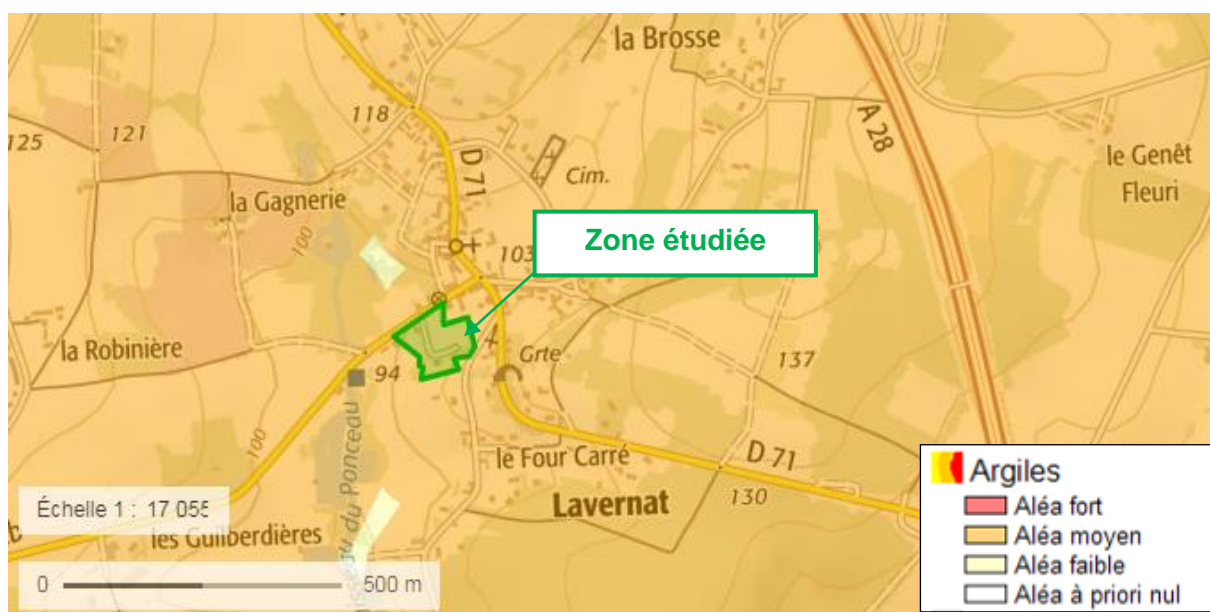 la Brosse
118
125
121
D 71
A 28
le Genêt
Fleuri
Cim.
la Gagnerie
100
Zone étudiée
103
la Robinière
94
Grte
137
100
le Four Carré
D 71
Argiles
Aléa fort
Aléa moyen
Aléa faible
Aléa à priori nul
Échelle 1 : 17 055
Lavernat
130
les Guilberdières
du Ponceau
0
500 m